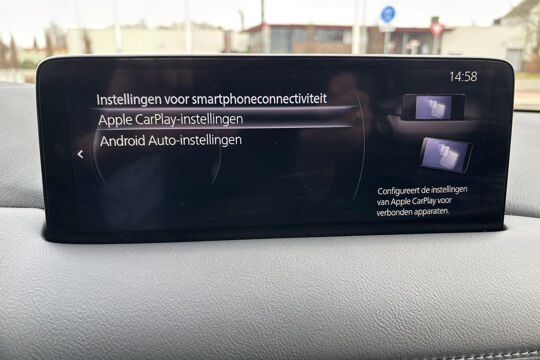 14:58
Instellingen voor smartphoneconnectiviteit
Apple CarPlay-instellingen
Android Auto-instellingen
Configureert de instellingen
van Apple CarPlay voor
verbonden apparaten.